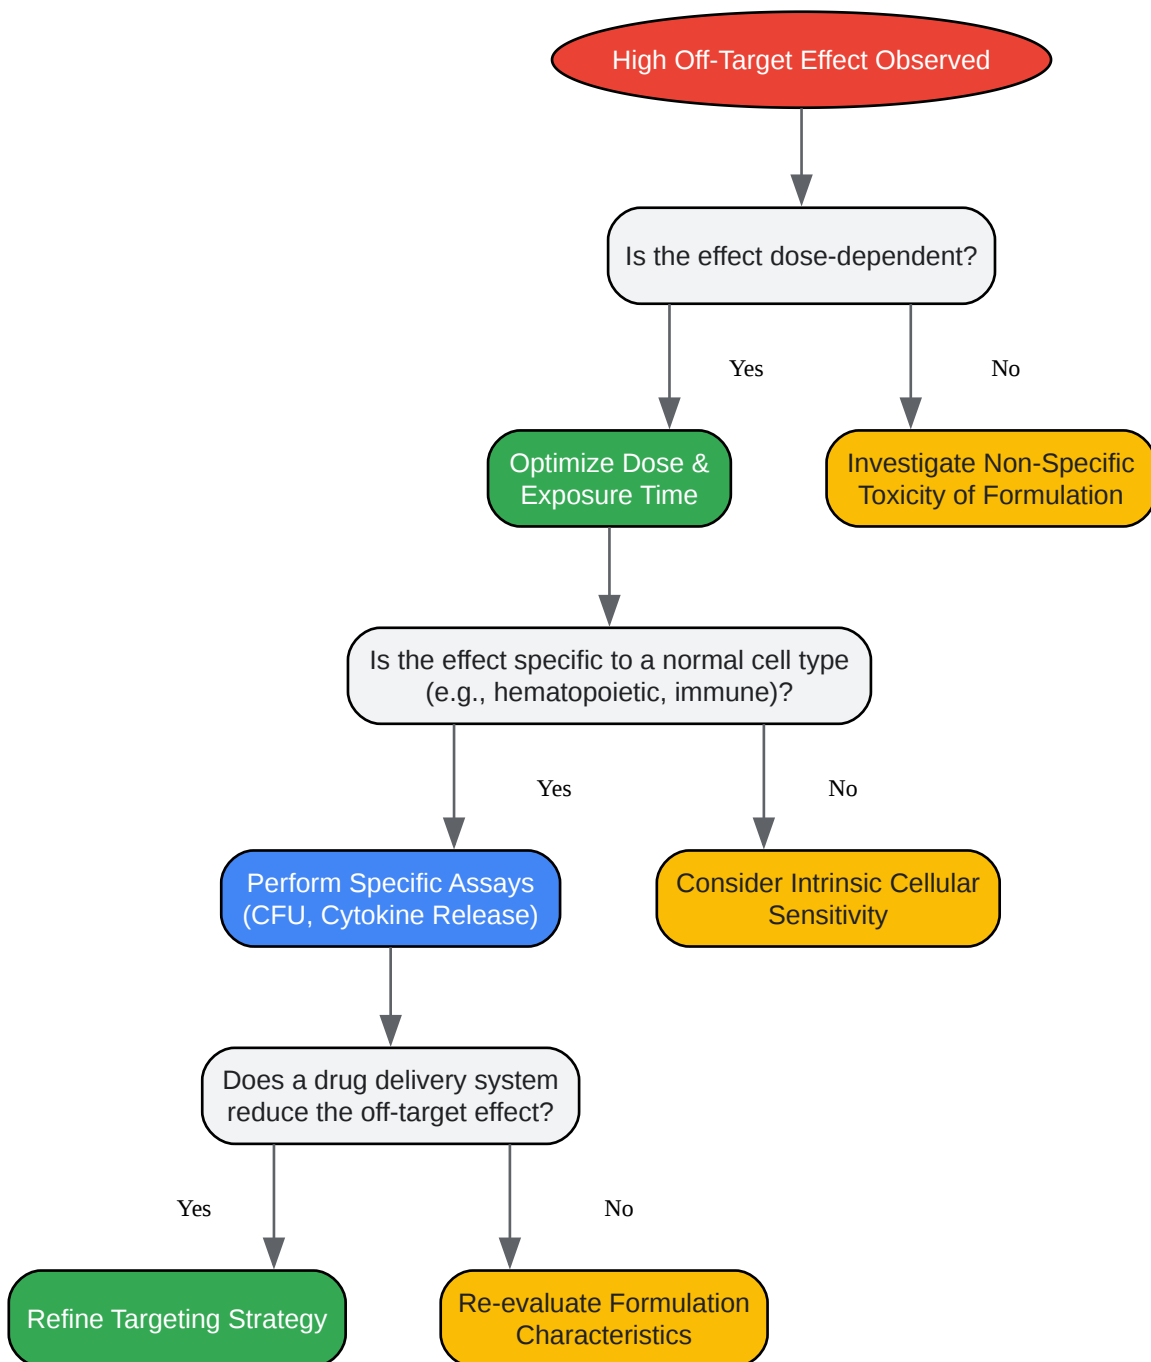 High Off-Target Effect Observed
Is the effect dose-dependent?
Yes
No
Optimize Dose &
Exposure Time
Investigate Non-Specific
Toxicity of Formulation
Is the effect specific to a normal cell type
(e.g., hematopoietic, immune)?
Yes
No
Perform Specific Assays
(CFU, Cytokine Release)
Consider Intrinsic Cellular
Sensitivity
Does a drug delivery system
reduce the off-target effect?
Yes
No
Refine Targeting Strategy
Re-evaluate Formulation
Characteristics